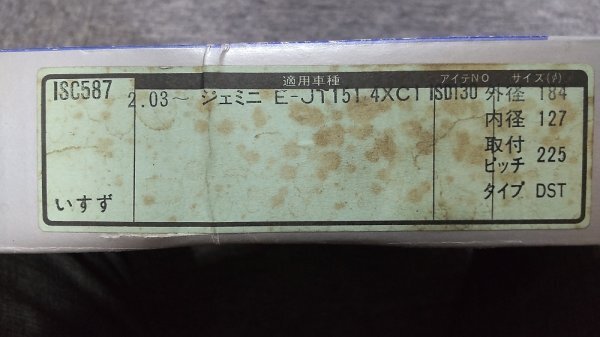 適用車種 アイテNO サイズ(㎜)
ISC587 2.03～ ジェミニ E-JT151 4XC1 ISD130 外径 184
内径 127
取付ピッチ 225
いすず タイプ DST